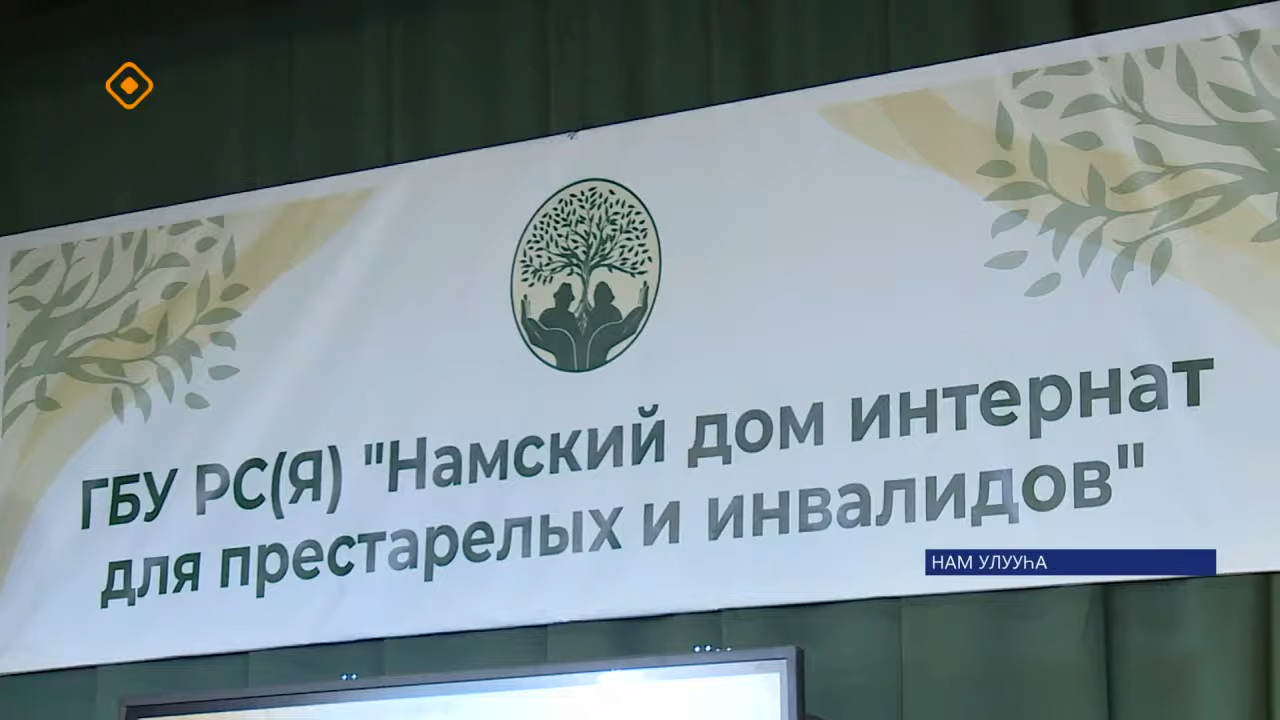 ГБУ РС(Я) "Намский дом интернат
для престарелых и инвалидов"
НАМ УЛУУҺА